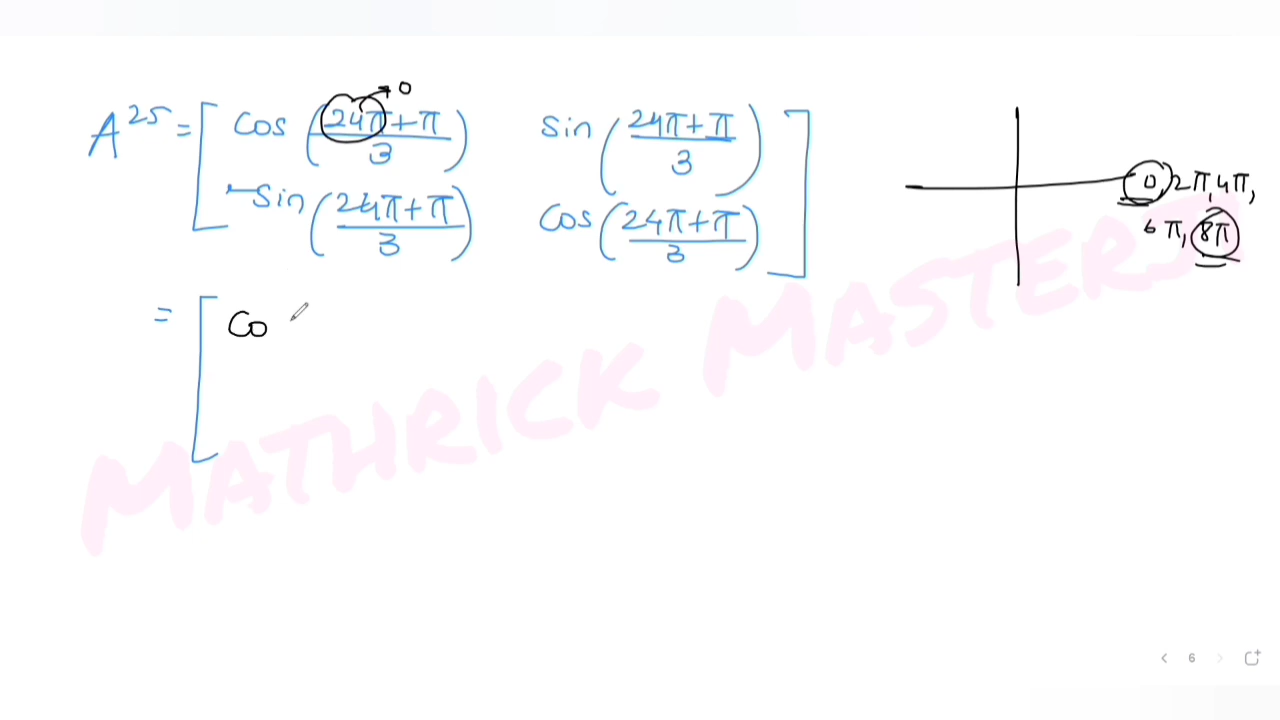 → 0
A²⁵ = [ cos (24π+π/3) sin (24π+π/3)
-Sin (24π+π/3) Cos (24π+π/3) ]
0, 2π, 4π,
6π, 8π
= [ Co
MATHRICK MASTERS
6